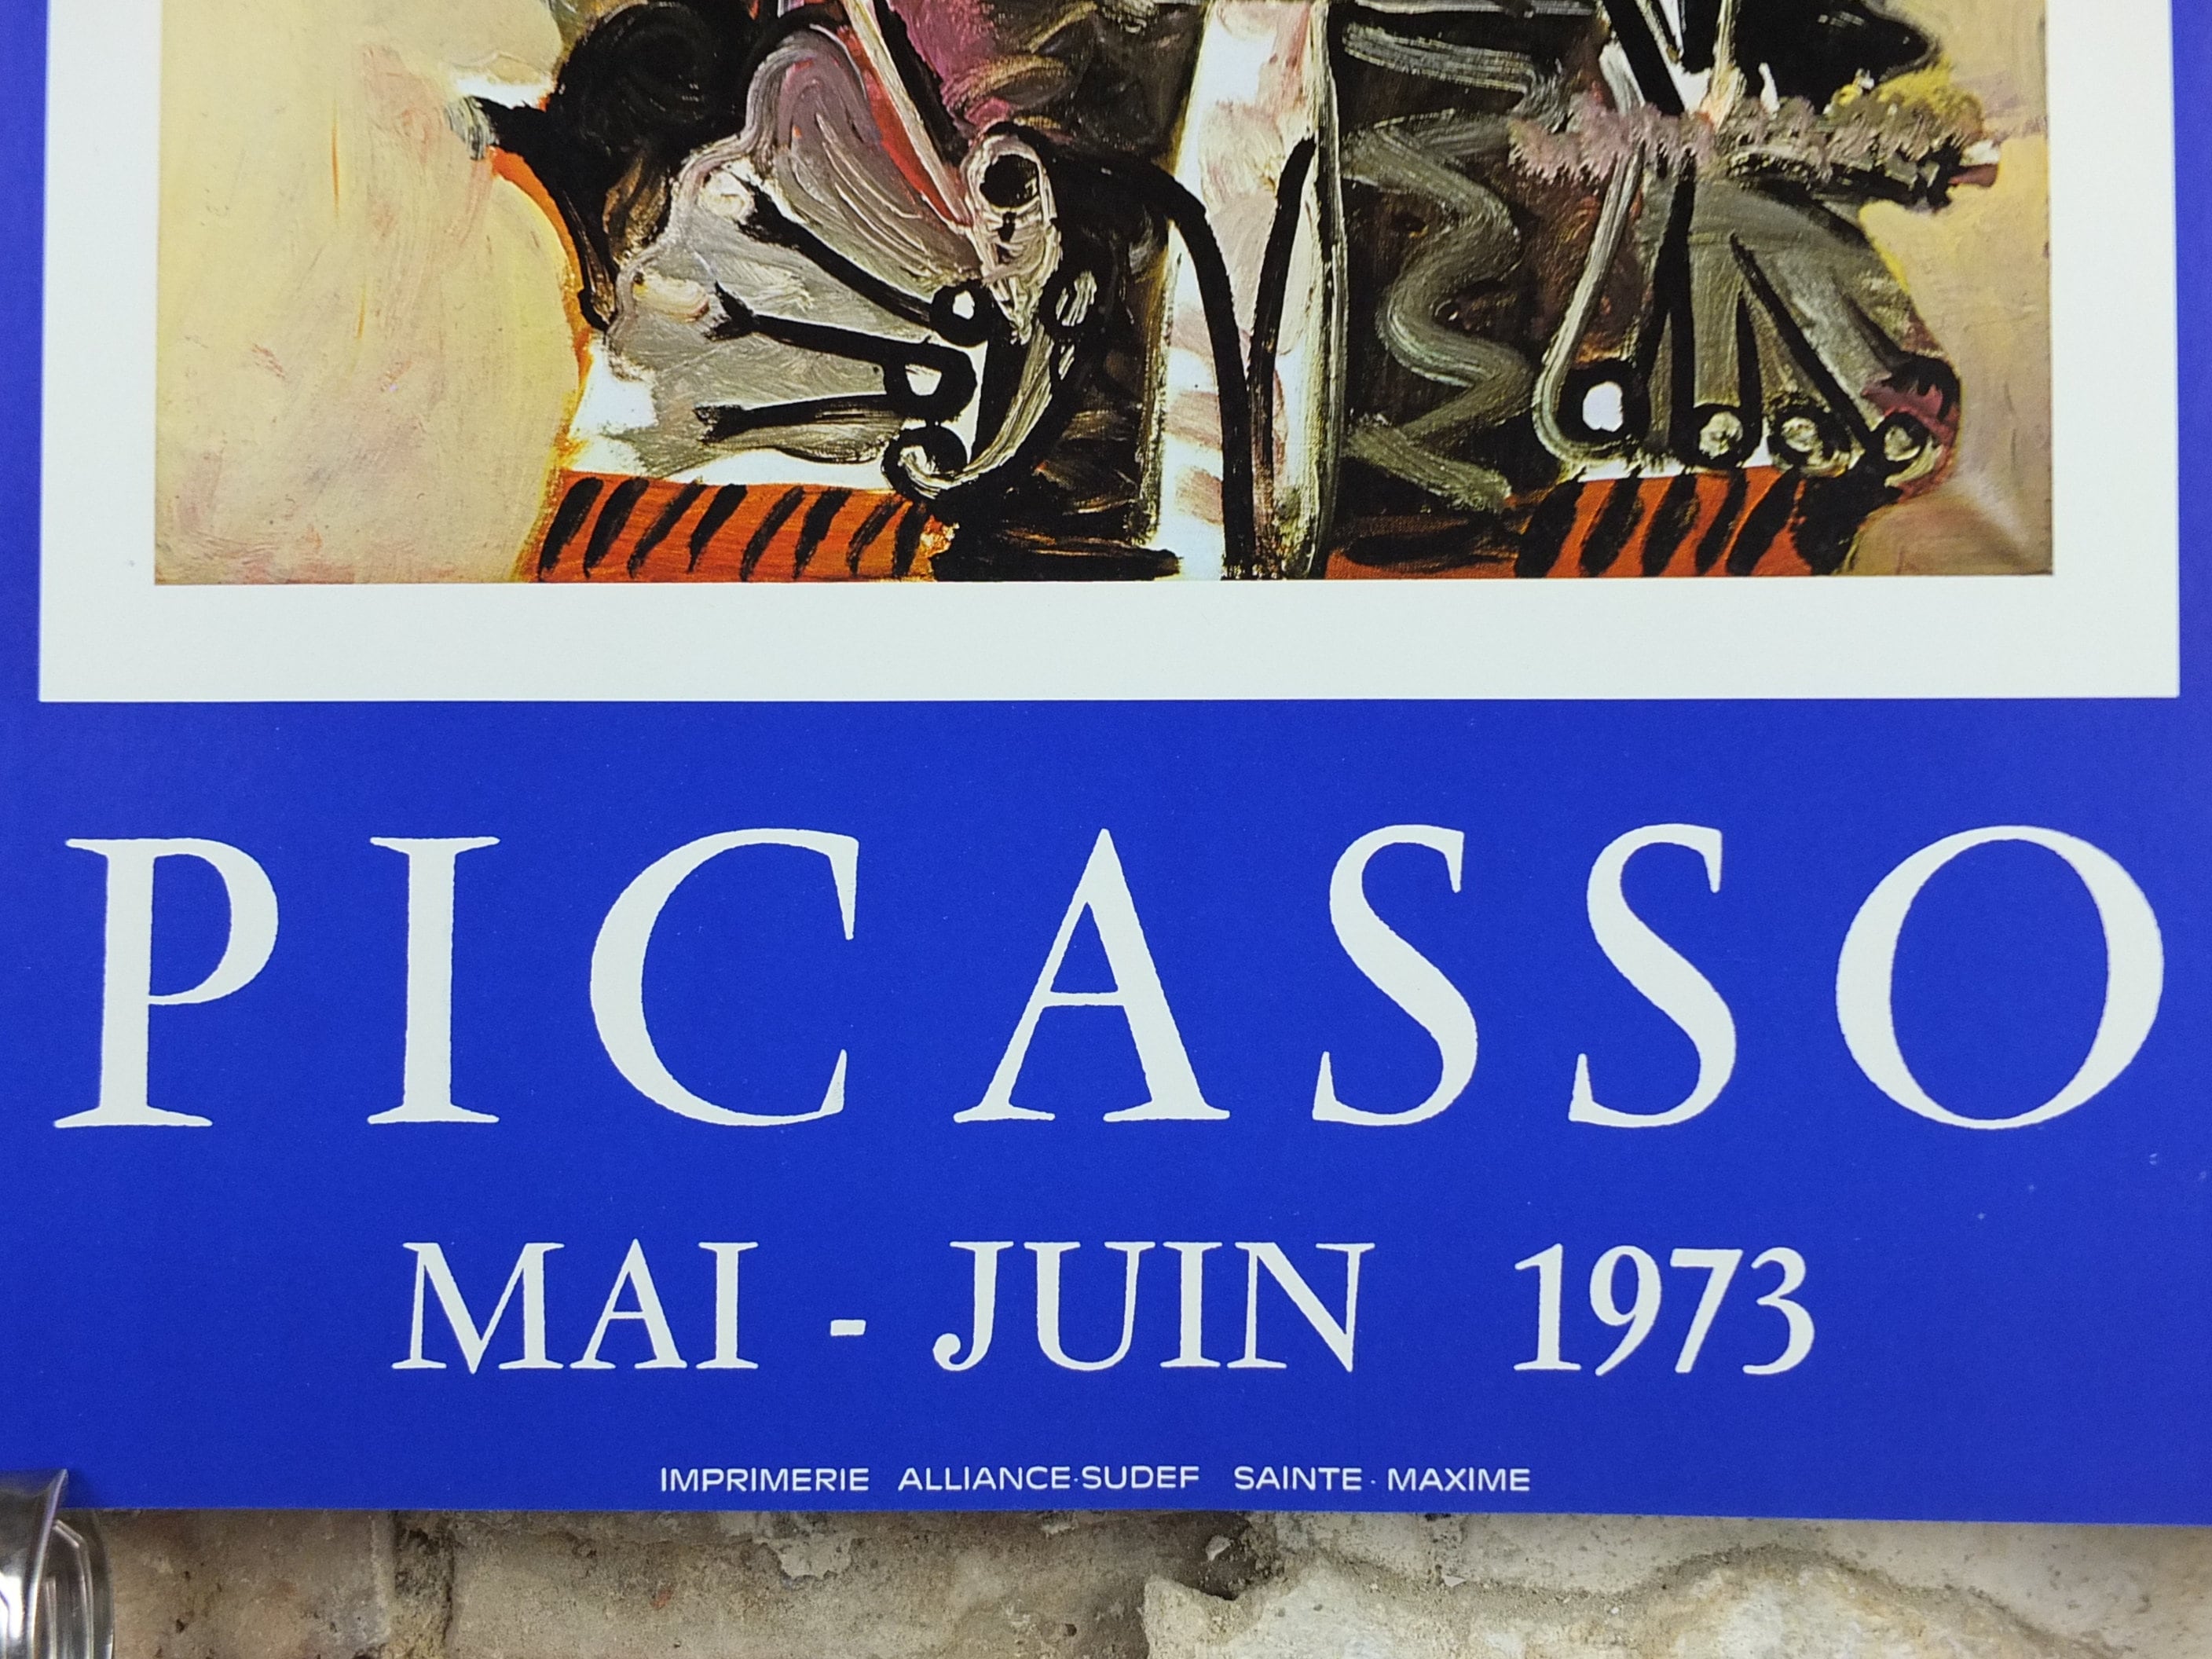 PICASSO
MAI - JUIN 1973
IMPRIMERIE ALLIANCE·SUDEF SAINTE · MAXIME